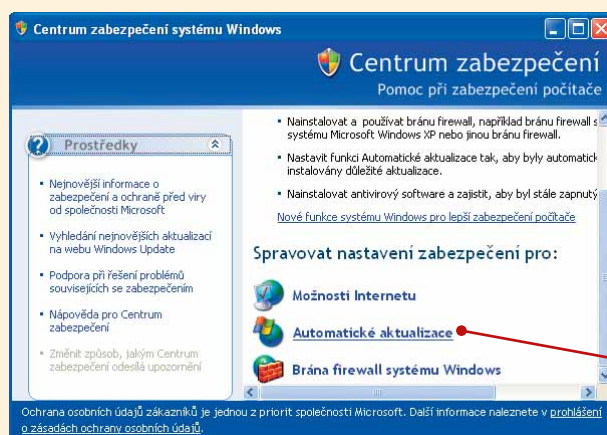 Centrum zabezpečení systému Windows
Centrum zabezpečení
Pomoc při zabezpečení počítače
Prostředky
• Nejnovější informace o
zabezpečení a ochraně před viry
od společnosti Microsoft
• Vyhledání nejnovějších aktualizací
na webu Windows Update
• Podpora při řešení problémů
souvisejících se zabezpečením
• Nápověda pro Centrum
zabezpečení
• Změnit způsob, jakým Centrum
zabezpečení odesílá upozornění
• Nainstalovat a používat bránu firewall, například bránu firewall s
systému Microsoft Windows XP nebo jinou bránu firewall.
• Nastavit funkci Automatické aktualizace tak, aby byly automatick
instalovány důležité aktualizace.
• Nainstalovat antivirový software a zajistit, aby byl stále zapnutý
Nové funkce systému Windows pro lepší zabezpečení počítače
Spravovat nastavení zabezpečení pro:
Možnosti Internetu
Automatické aktualizace
Brána firewall systému Windows
Ochrana osobních údajů zákazníků je jednou z priorit společnosti Microsoft. Další informace naleznete v prohlášení
o zásadách ochrany osobních údajů.